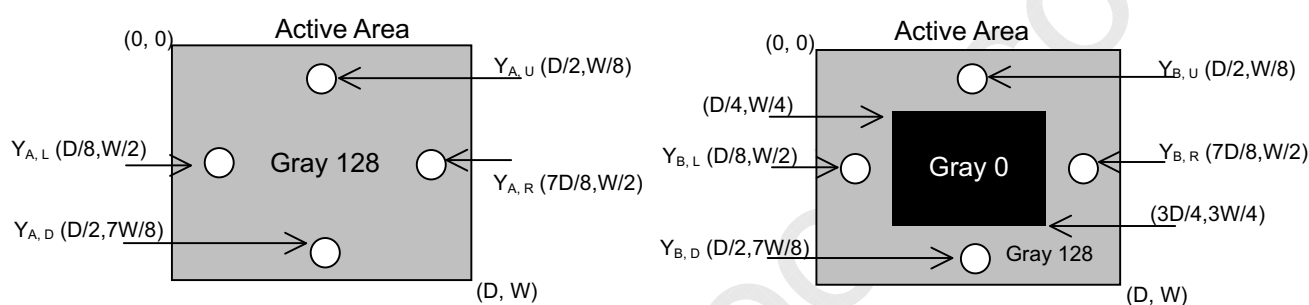 Active Area
(0, 0)
Y A, U (D/2,W/8)
Y A, L (D/8,W/2)
Gray 128
Y A, R (7D/8,W/2)
Y A, D (D/2,7W/8)
(D, W)
Active Area
(0, 0)
Y B, U (D/2,W/8)
(D/4,W/4)
Y B, L (D/8,W/2)
Gray 0
Y B, R (7D/8,W/2)
(3D/4,3W/4)
Y B, D (D/2,7W/8)
Gray 128
(D, W)